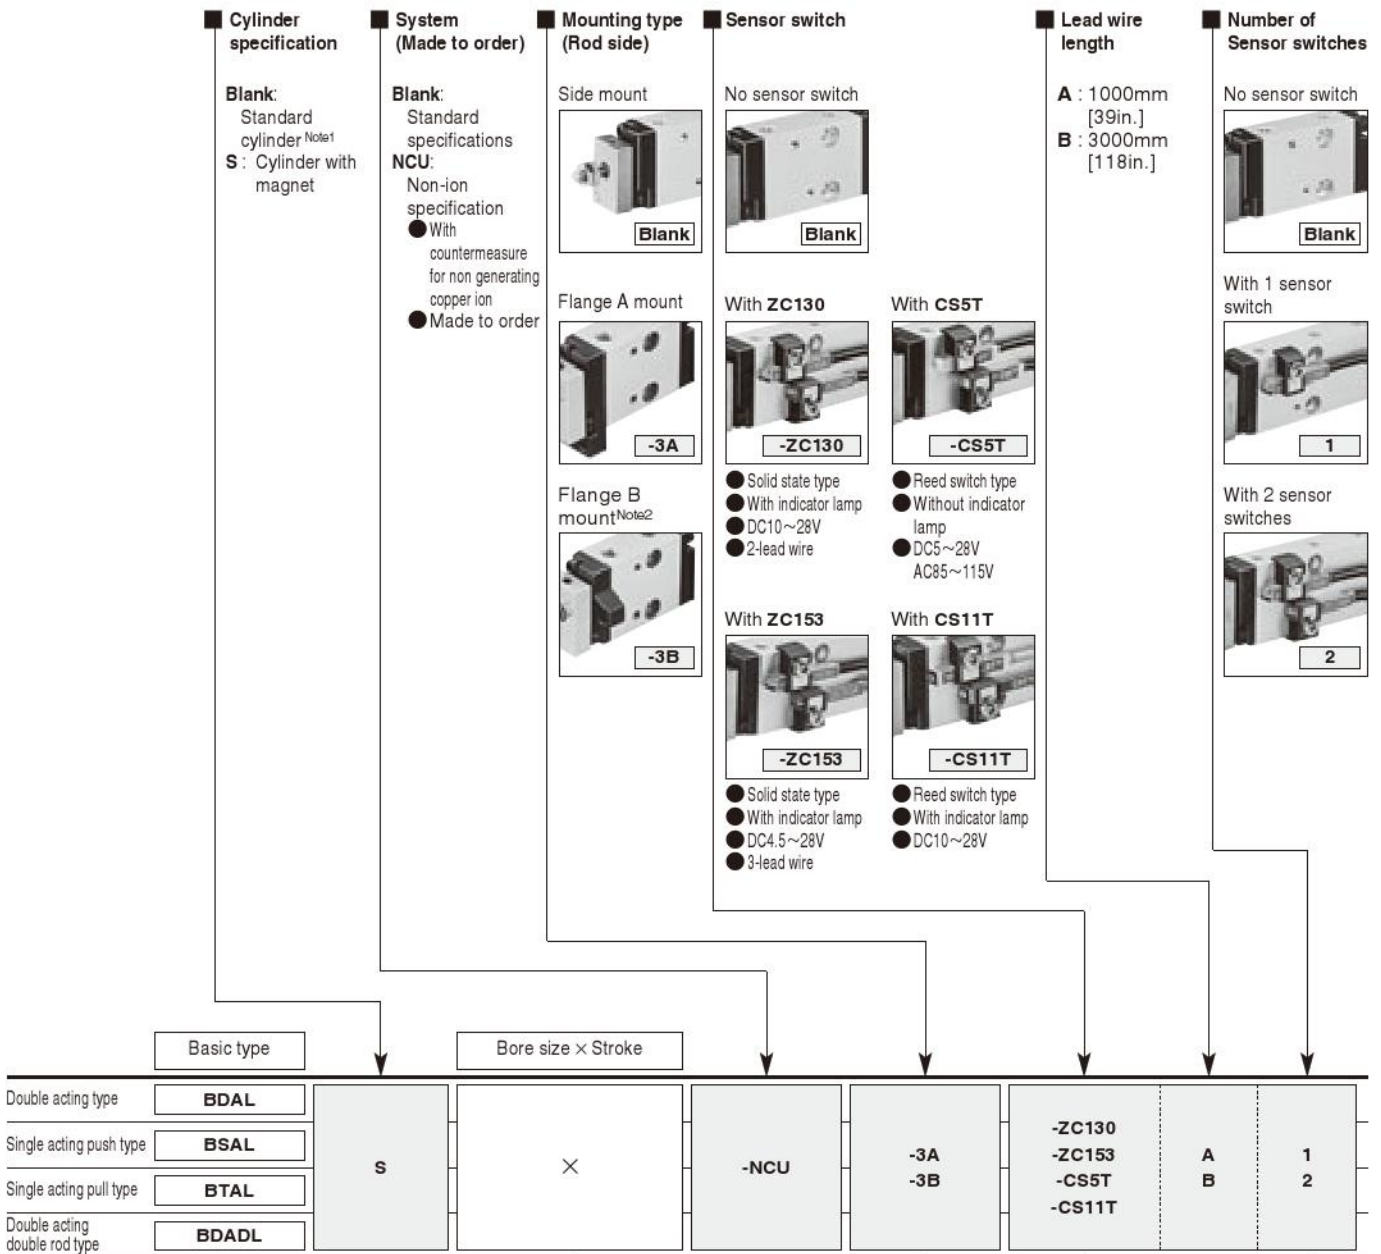 ■ Cylinder
specification
Blank:
Standard
cylinder Note1
S : Cylinder with
magnet
■ System
(Made to order)
Blank:
Standard
specifications
NCU:
Non-ion
specification
● With
countermeasure
for non generating
copper ion
● Made to order
■ Mounting type
(Rod side)
Side mount
Blank
Flange A mount
-3A
Flange B
mount Note2
-3B
■ Sensor switch
No sensor switch
Blank
With ZC130
-ZC130
● Solid state type
● With indicator lamp
● DC10～28V
● 2-lead wire
With CS5T
-CS5T
● Reed switch type
● Without indicator
lamp
● DC5～28V
AC85～115V
With ZC153
-ZC153
● Solid state type
● With indicator lamp
● DC4.5～28V
● 3-lead wire
With CS11T
-CS11T
● Reed switch type
● With indicator lamp
● DC10～28V
■ Lead wire
length
A : 1000mm
[39in.]
B : 3000mm
[118in.]
■ Number of
Sensor switches
No sensor switch
Blank
With 1 sensor
switch
1
With 2 sensor
switches
2
Basic type
Bore size × Stroke
Double acting type
BDAL
Single acting push type
BSAL
Single acting pull type
BTAL
Double acting
double rod type
BDADL
S
×
-NCU
-3A
-3B
-ZC130
-ZC153
-CS5T
-CS11T
A
B
1
2